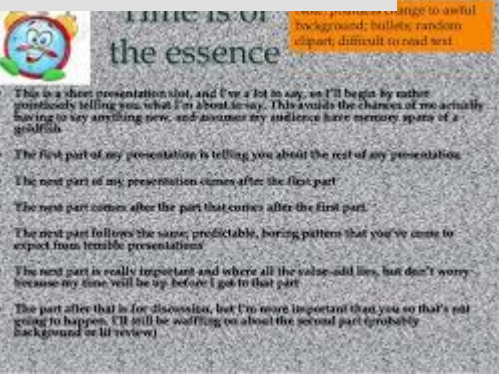 Time is of
the essence
change to awful
background; bullets; random
clipart; difficult to read text
This is a short presentation slot, and I've a lot to say, so I'll begin by rather
pointlessly telling you what I'm about to say. This avoids the chances of me actually
having to say anything new, and assumes my audience have memory spans of a
goldfish
The first part of my presentation is telling you about the rest of my presentation
The next part of my presentation comes after the first part
The next part comes after the part that comes after the first part.
The next part follows the same, predictable, boring pattern that you've come to
expect from terrible presentations
The next part is really important and where all the value-add lies, but don't worry
because my time will be up before I get to that part
The part after that is for discussion, but I'm more important than you so that's not
going to happen. I'll still be waffling on about the second part (probably
background or lit review)